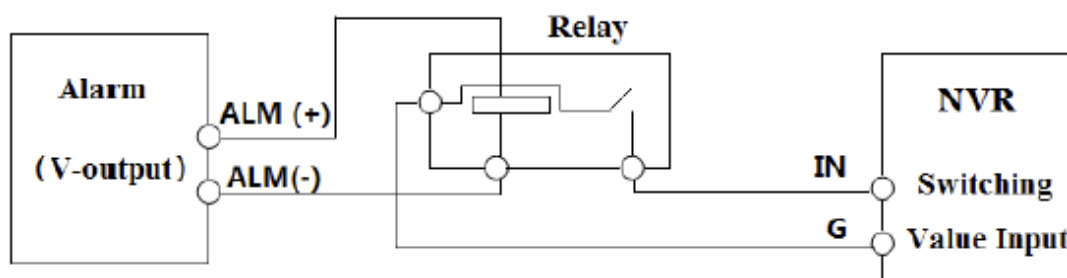 Relay
Alarm
(V-output)
ALM (+)
ALM(-)
NVR
IN
Switching
G
Value Input